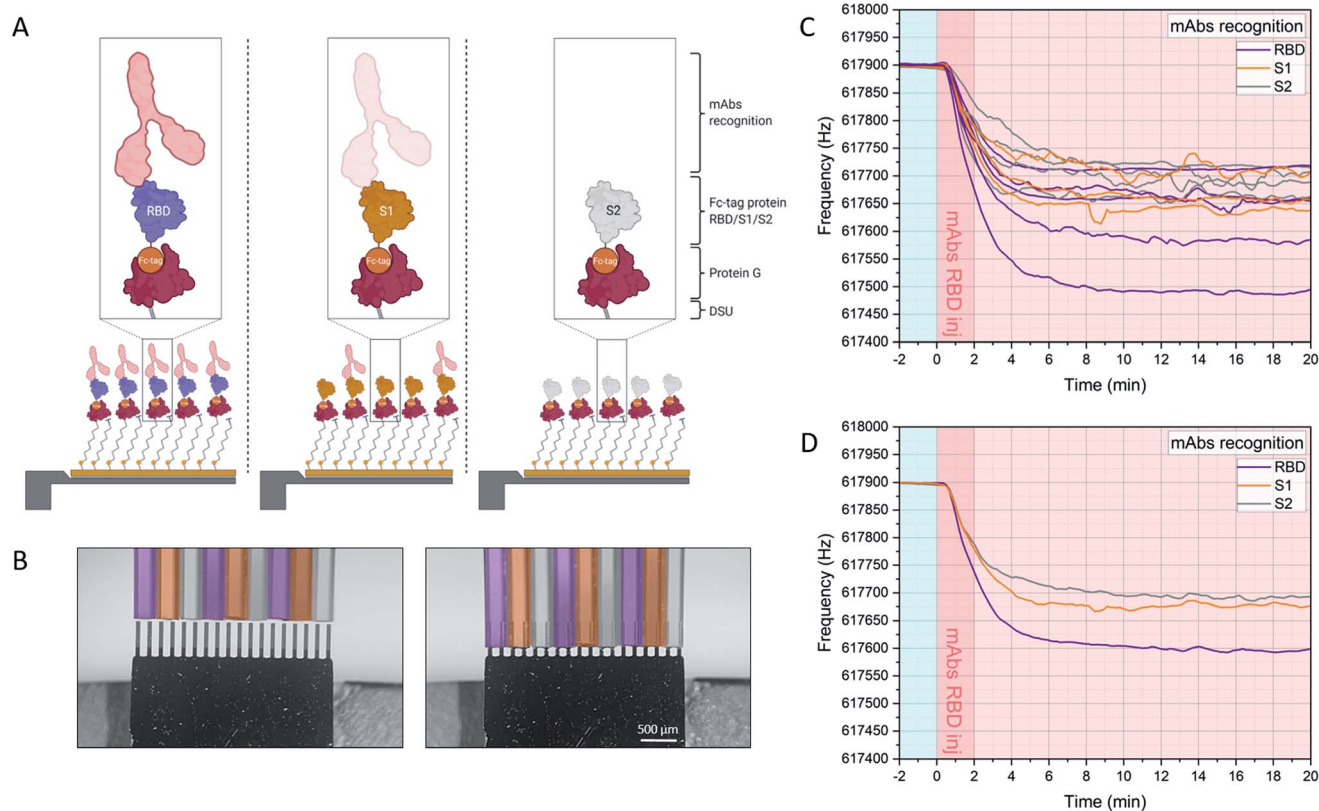 A
RBD
Fc-tag
S1
Fc-tag
S2
Fc-tag
mAbs
recognition
Fc-tag protein
RBD/S1/S2
Protein G
DSU
B
500 µm
C
618000
617950
617900
617850
617800
617750
617700
617650
617600
617550
617500
617450
617400
Frequency (Hz)
mAbs recognition
RBD
S1
S2
mAbs RBD inj
-2 0 2 4 6 8 10 12 14 16 18 20
Time (min)
D
618000
617950
617900
617850
617800
617750
617700
617650
617600
617550
617500
617450
617400
Frequency (Hz)
mAbs recognition
RBD
S1
S2
mAbs RBD inj
-2 0 2 4 6 8 10 12 14 16 18 20
Time (min)